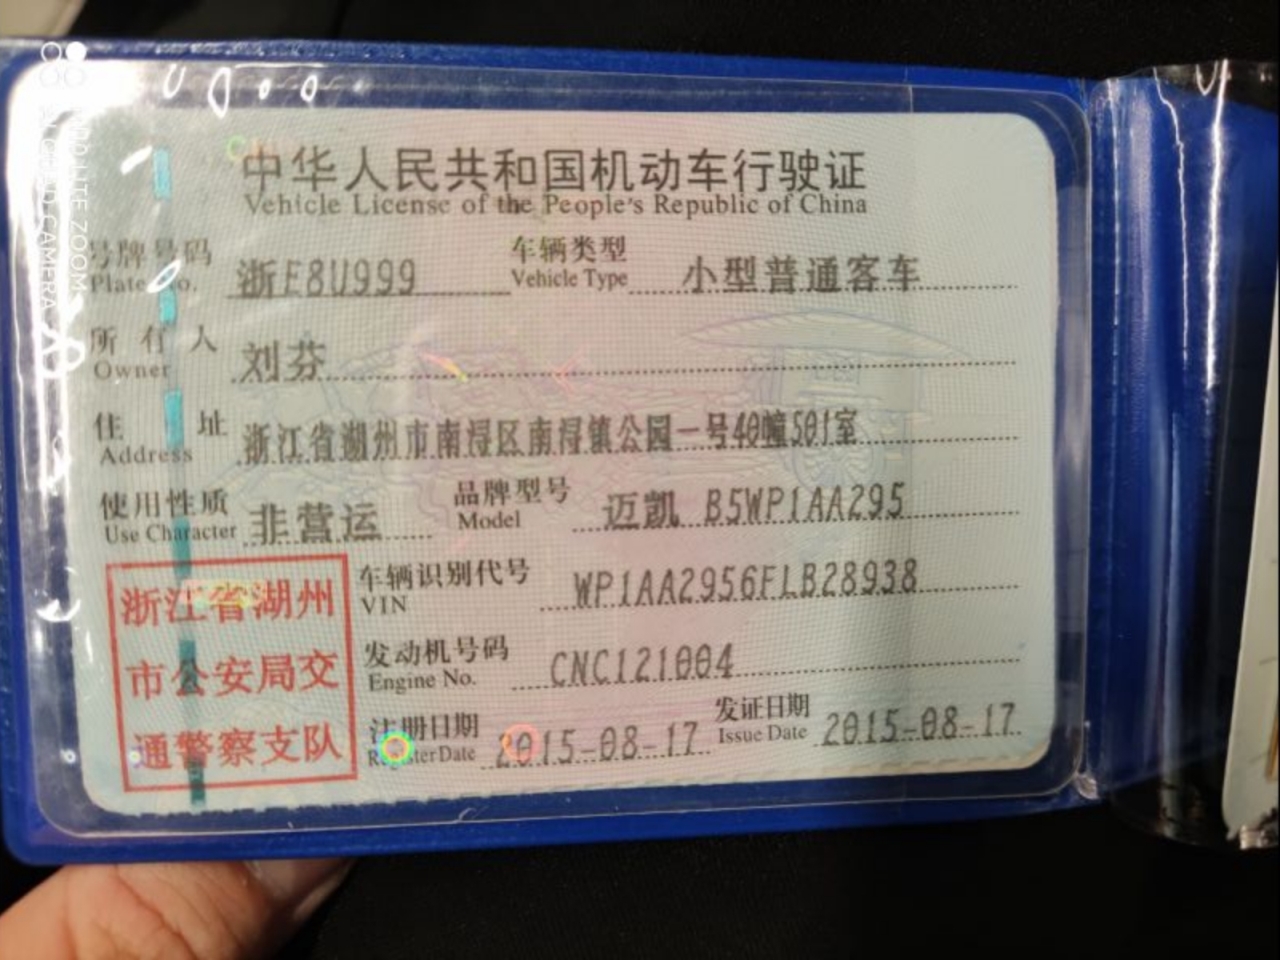 中华人民共和国机动车行驶证
Vehicle License of the People's Republic of China
号牌号码 浙E8U999 车辆类型 小型普通客车
Plate No. Vehicle Type
所有人 刘芬
Owner
住址 浙江省湖州市南浔区南浔镇公园一号40幢501室
Address
使用性质 非营运 品牌型号 迈凯 B5WP1AA295
Use Character Model
浙江省湖州
市公安局交
通警察支队
车辆识别代号 WP1AA2956FLB28938
VIN
发动机号码 CNC121004
Engine No.
注册日期 2015-08-17 发证日期 2015-08-17
Register Date Issue Date